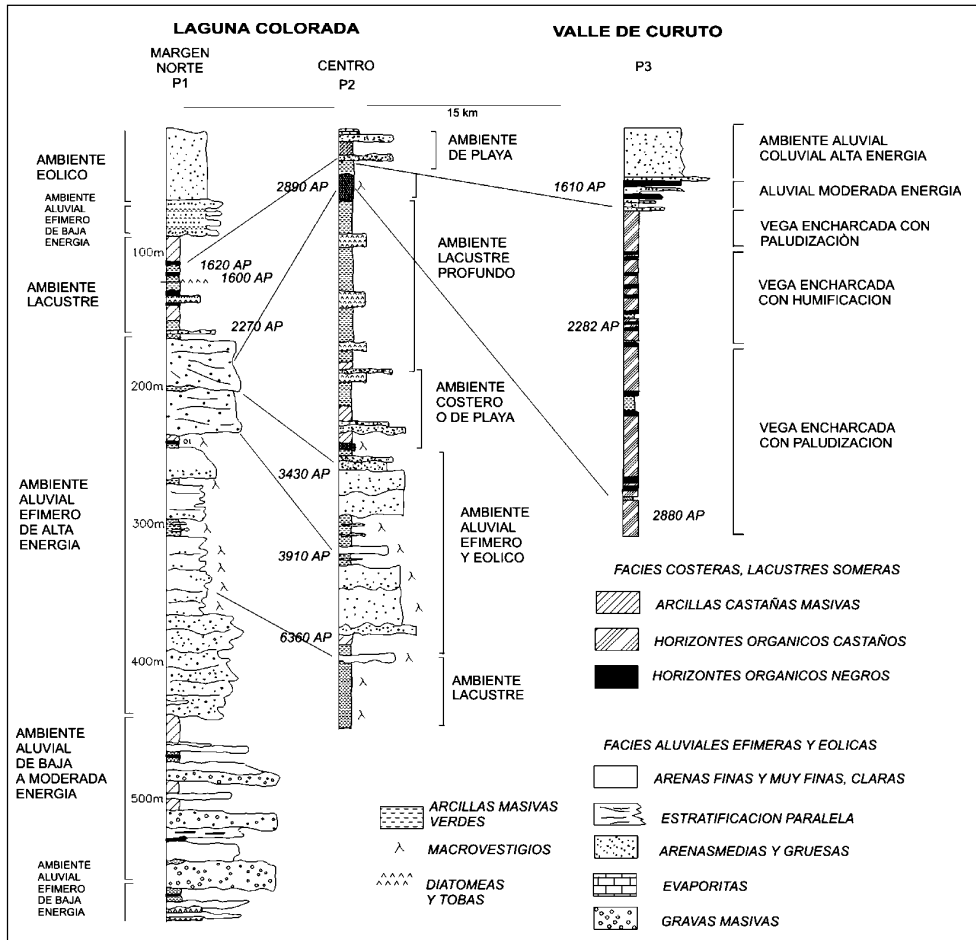 LAGUNA COLORADA
VALLE DE CURUTO
MARGEN
NORTE
P1
CENTRO
P2
P3
15 km
AMBIENTE
EOLICO
AMBIENTE
ALUVIAL
EFIMERO
DE BAJA
ENERGIA
100m
AMBIENTE
LACUSTRE
1620 AP
1600 AP
2270 AP
200m
AMBIENTE
ALUVIAL
EFIMERO
DE ALTA
ENERGIA
300m
400m
AMBIENTE
ALUVIAL
DE BAJA
A MODERADA
ENERGIA
500m
AMBIENTE
ALUVIAL
EFIMERO
DE BAJA
ENERGIA
2890 AP
3430 AP
3910 AP
6360 AP
AMBIENTE
DE PLAYA
AMBIENTE
LACUSTRE
PROFUNDO
AMBIENTE
COSTERO
O DE PLAYA
AMBIENTE
ALUVIAL
EFIMERO
Y EOLICO
AMBIENTE
LACUSTRE
1610 AP
2282 AP
2880 AP
AMBIENTE ALUVIAL
COLUVIAL ALTA ENERGIA
ALUVIAL MODERADA ENERGIA
VEGA ENCHARCADA CON
PALUDIZACIÒN
VEGA ENCHARCADA
CON HUMIFICACION
VEGA ENCHARCADA
CON PALUDIZACION
FACIES COSTERAS, LACUSTRES SOMERAS
ARCILLAS CASTAÑAS MASIVAS
HORIZONTES ORGANICOS CASTAÑOS
HORIZONTES ORGANICOS NEGROS
ARCILLAS MASIVAS
VERDES
MACROVESTIGIOS
DIATOMEAS
Y TOBAS
FACIES ALUVIALES EFIMERAS Y EOLICAS
ARENAS FINAS Y MUY FINAS, CLARAS
ESTRATIFICACION PARALELA
ARENASMEDIAS Y GRUESAS
EVAPORITAS
GRAVAS MASIVAS